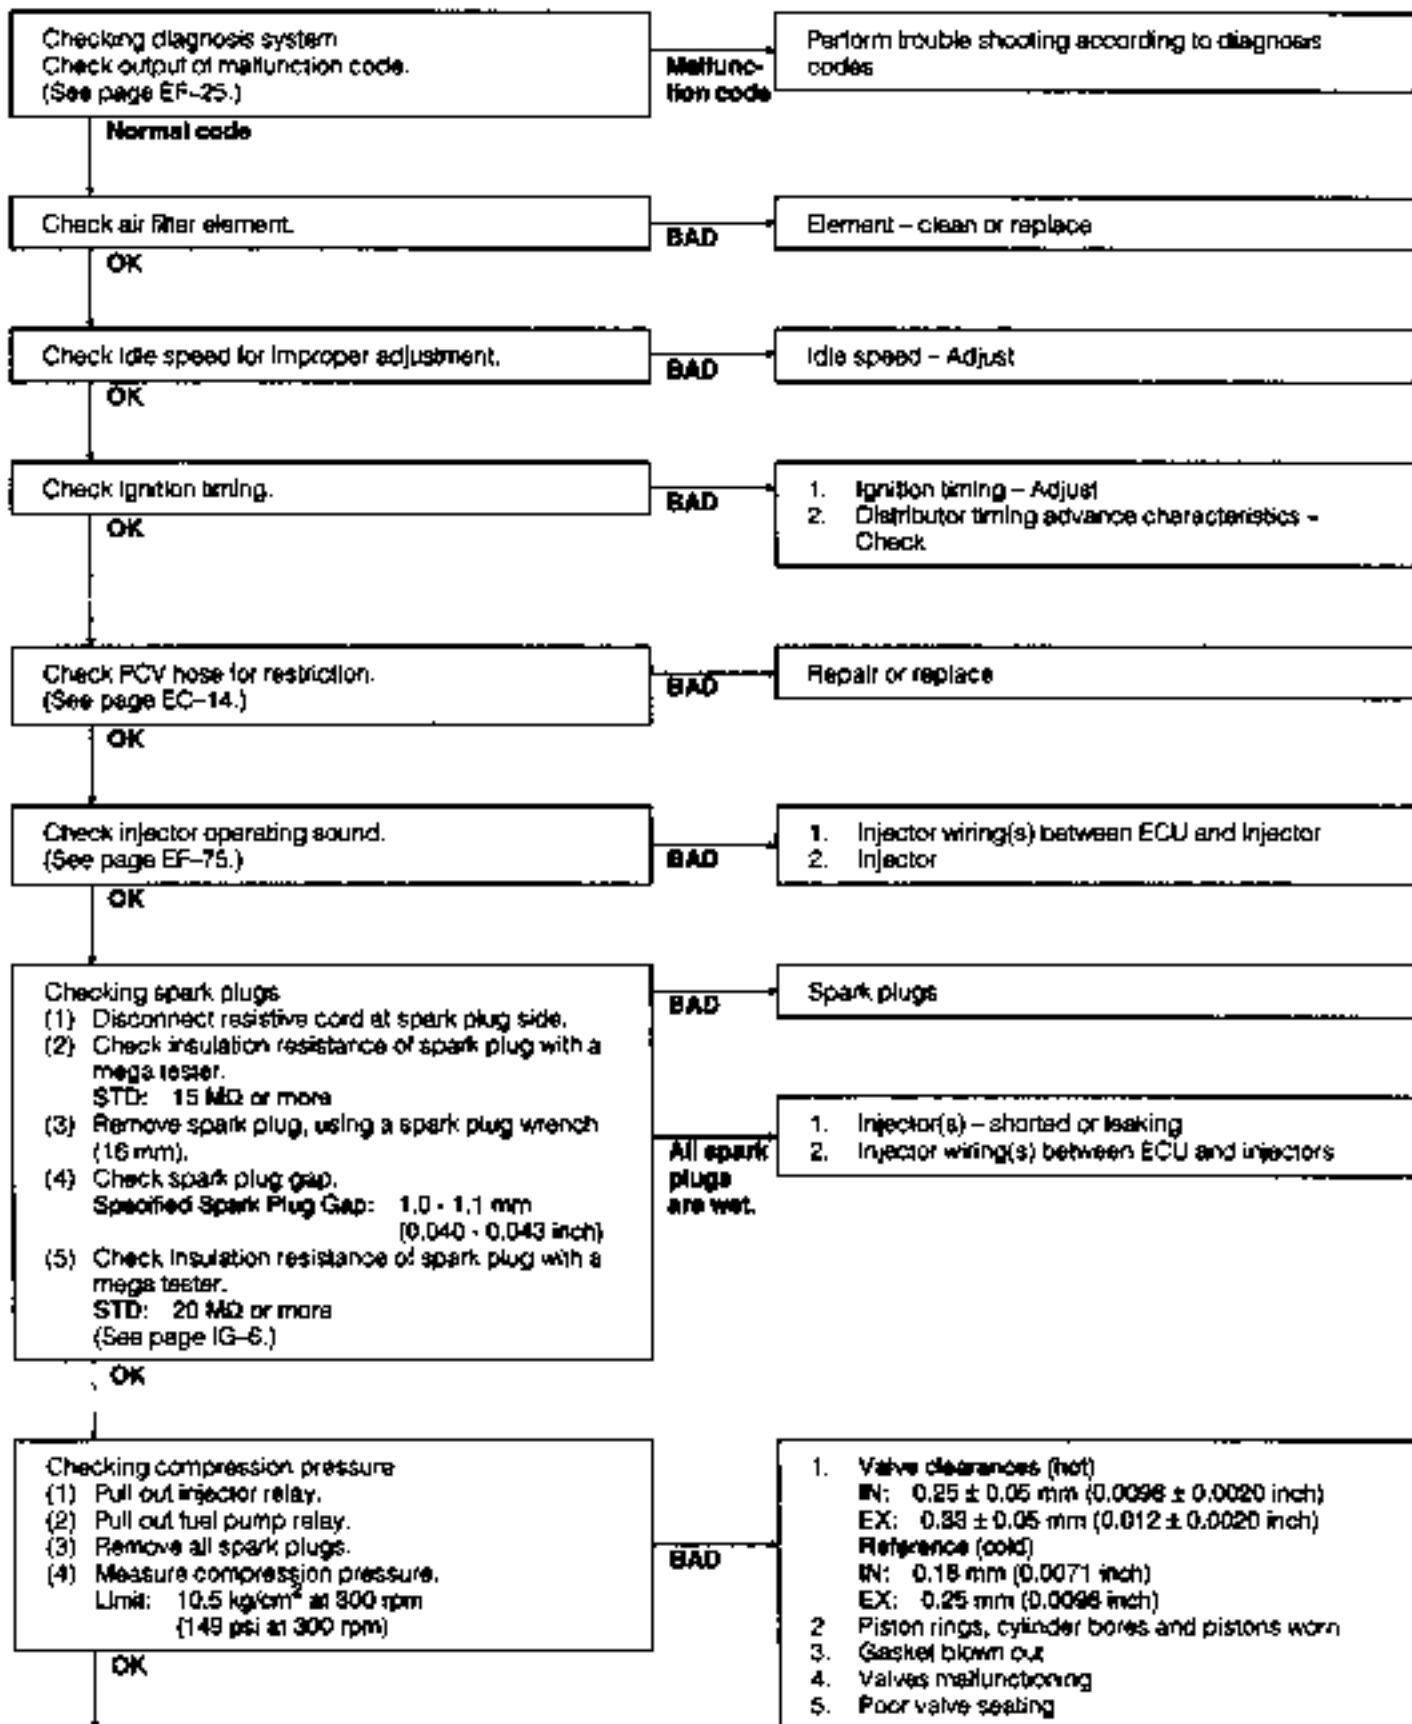 Checking diagnosis system
Check output of malfunction code.
(See page EF–25.)
Malfunc-
tion code
Perform trouble shooting according to diagnosis
codes
Normal code
Check air filter element.
BAD
Element – clean or replace
OK
Check idle speed for improper adjustment.
BAD
Idle speed – Adjust
OK
Check ignition timing.
BAD
1. Ignition timing – Adjust
2. Distributor timing advance characteristics –
Check
OK
Check PCV hose for restriction.
(See page EC–14.)
BAD
Repair or replace
OK
Check injector operating sound.
(See page EF–75.)
BAD
1. Injector wiring(s) between ECU and Injector
2. Injector
OK
Checking spark plugs
(1) Disconnect resistive cord at spark plug side.
(2) Check insulation resistance of spark plug with a
mega tester.
STD: 15 MΩ or more
(3) Remove spark plug, using a spark plug wrench
(16 mm).
(4) Check spark plug gap.
Specified Spark Plug Gap: 1.0 - 1.1 mm
(0.040 - 0.043 inch)
(5) Check insulation resistance of spark plug with a
mega tester.
STD: 20 MΩ or more
(See page IG–6.)
BAD
Spark plugs
All spark
plugs
are wet.
1. Injector(s) – shorted or leaking
2. Injector wiring(s) between ECU and injectors
OK
Checking compression pressure
(1) Pull out injector relay.
(2) Pull out fuel pump relay.
(3) Remove all spark plugs.
(4) Measure compression pressure.
Limit: 10.5 kg/cm² at 300 rpm
(149 psi at 300 rpm)
BAD
1. Valve clearances (hot)
IN: 0.25 ± 0.05 mm (0.0098 ± 0.0020 inch)
EX: 0.33 ± 0.05 mm (0.012 ± 0.0020 inch)
Reference (cold)
IN: 0.18 mm (0.0071 inch)
EX: 0.25 mm (0.0098 inch)
2 Piston rings, cylinder bores and pistons worn
3. Gasket blown out
4. Valves malfunctioning
5. Poor valve seating
OK